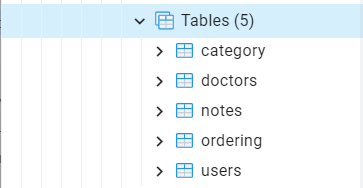 Tables (5)
category
doctors
notes
ordering
users